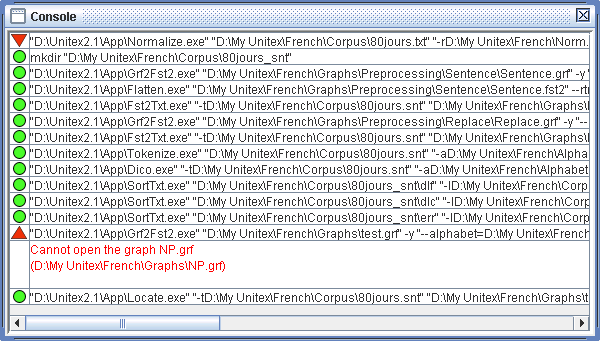 Console
"D:\Unitex2.1\App\Normalize.exe" "D:\My Unitex\French\Corpus\80jours.txt" "-rD:\My Unitex\French\Norm.
mkdir "D:\My Unitex\French\Corpus\80jours_snt"
"D:\Unitex2.1\App\Grf2Fst2.exe" "D:\My Unitex\French\Graphs\Preprocessing\Sentence\Sentence.grf" -y "
"D:\Unitex2.1\App\Flatten.exe" "D:\My Unitex\French\Graphs\Preprocessing\Sentence\Sentence.fst2" --rt
"D:\Unitex2.1\App\Fst2Txt.exe" "-tD:\My Unitex\French\Corpus\80jours.snt" "D:\My Unitex\French\Graphs\
"D:\Unitex2.1\App\Grf2Fst2.exe" "D:\My Unitex\French\Graphs\Preprocessing\Replace\Replace.grf" -y "--
"D:\Unitex2.1\App\Fst2Txt.exe" "-tD:\My Unitex\French\Corpus\80jours.snt" "D:\My Unitex\French\Graphs\
"D:\Unitex2.1\App\Tokenize.exe" "D:\My Unitex\French\Corpus\80jours.snt" "-aD:\My Unitex\French\Alpha
"D:\Unitex2.1\App\Dico.exe" "-tD:\My Unitex\French\Corpus\80jours.snt" "-aD:\My Unitex\French\Alphabet
"D:\Unitex2.1\App\SortTxt.exe" "D:\My Unitex\French\Corpus\80jours_snt\dlf" "-lD:\My Unitex\French\Cor
"D:\Unitex2.1\App\SortTxt.exe" "D:\My Unitex\French\Corpus\80jours_snt\dlc" "-lD:\My Unitex\French\Cor
"D:\Unitex2.1\App\SortTxt.exe" "D:\My Unitex\French\Corpus\80jours_snt\err" "-lD:\My Unitex\French\Cor
"D:\Unitex2.1\App\Grf2Fst2.exe" "D:\My Unitex\French\Graphs\test.grf" -y "--alphabet=D:\My Unitex\Frenc
Cannot open the graph NP.grf
(D:\My Unitex\French\Graphs\NP.grf)
"D:\Unitex2.1\App\Locate.exe" "-tD:\My Unitex\French\Corpus\80jours.snt" "D:\My Unitex\French\Graphs\t